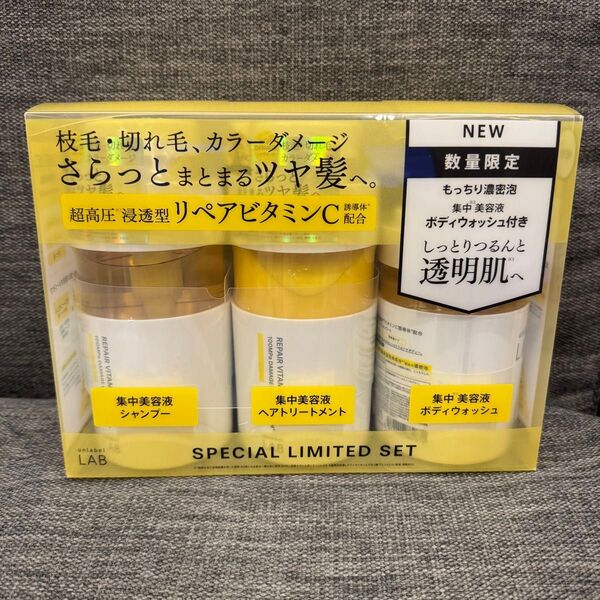 枝毛・切れ毛、カラーダメージ
さらっとまとまるツヤ髪へ。
超高圧 浸透型 リペアビタミンC 誘導体 配合
NEW
数量限定
もっちり濃密泡
集中 美容液
ボディウォッシュ付き
しっとりつるんと
透明肌へ
REPAIR VITA
100MPa DAMAGE
REPAIR VITAN
100MPa DAMAGE
集中美容液
シャンプー
集中美容液
ヘアトリートメント
集中 美容液
ボディウォッシュ
unlabel
LAB
SPECIAL LIMITED SET